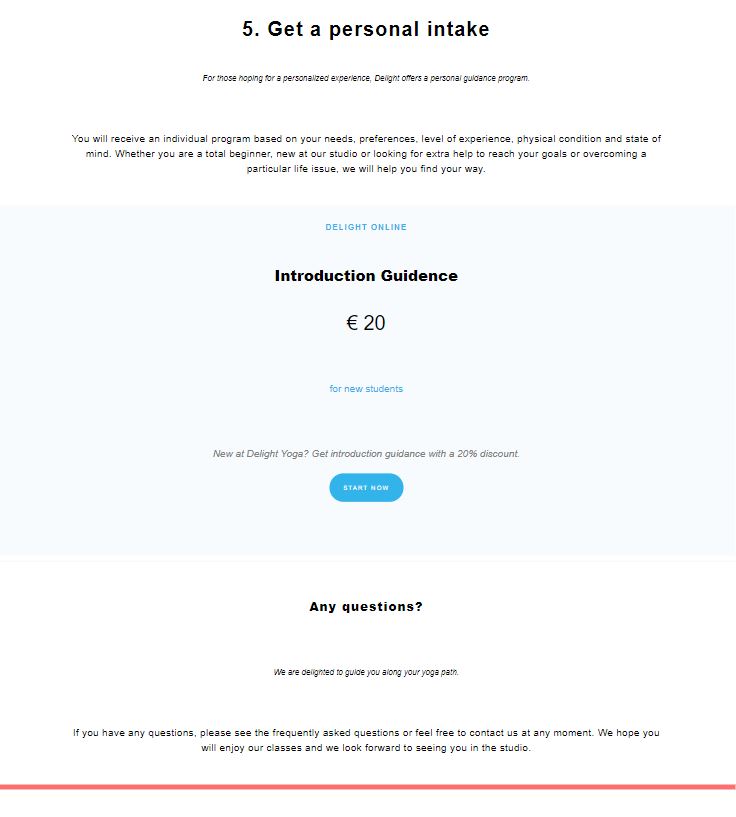 5. Get a personal intake
For those hoping for a personalized experience, Delight offers a personal guidance program.
You will receive an individual program based on your needs, preferences, level of experience, physical condition and state of
mind. Whether you are a total beginner, new at our studio or looking for extra help to reach your goals or overcoming a
particular life issue, we will help you find your way.
DELIGHT ONLINE
Introduction Guidence
€ 20
for new students
New at Delight Yoga? Get introduction guidance with a 20% discount.
START NOW
Any questions?
We are delighted to guide you along your yoga path.
If you have any questions, please see the frequently asked questions or feel free to contact us at any moment. We hope you
will enjoy our classes and we look forward to seeing you in the studio.